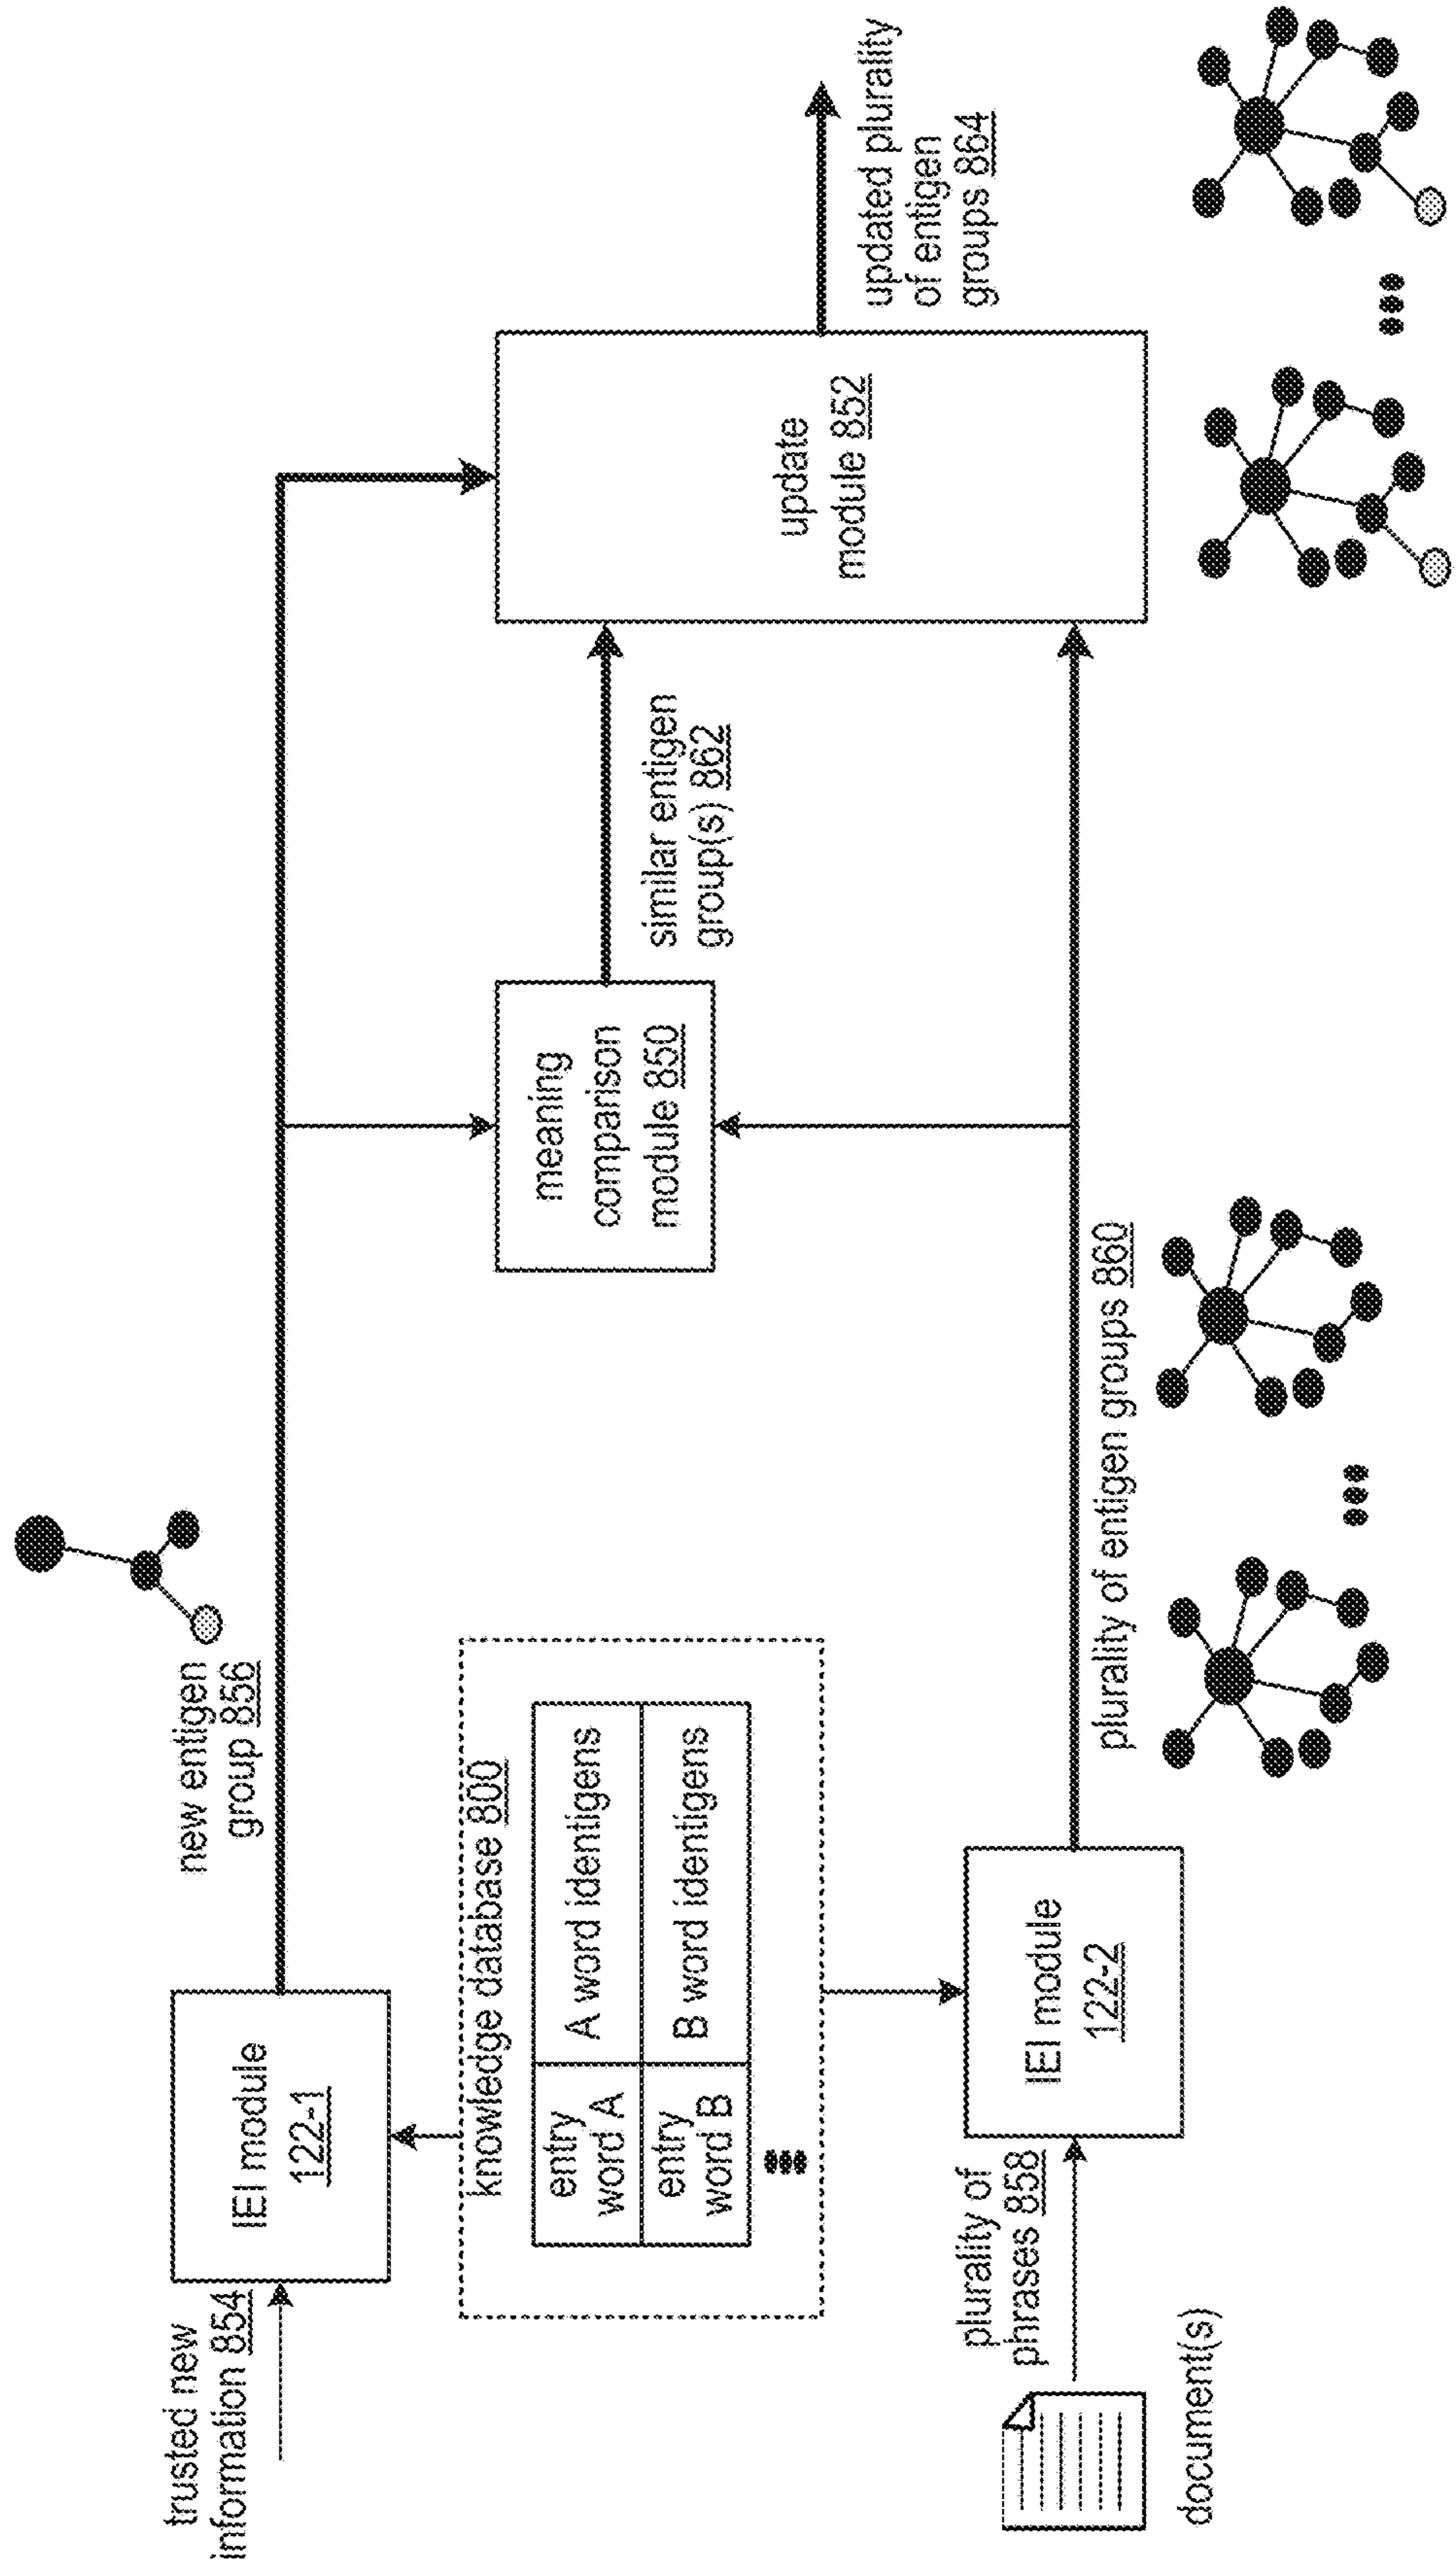 trusted new
information 854
IEI module
122-1
new entigen
group 856
knowledge database 800
entry
word A
A word identigens
entry
word B
B word identigens
meaning
comparison
module 850
similar entigen
group(s) 862
update
module 852
updated plurality
of entigen
groups 864
plurality of
phrases 858
document(s)
IEI module
122-2
plurality of entigen groups 860